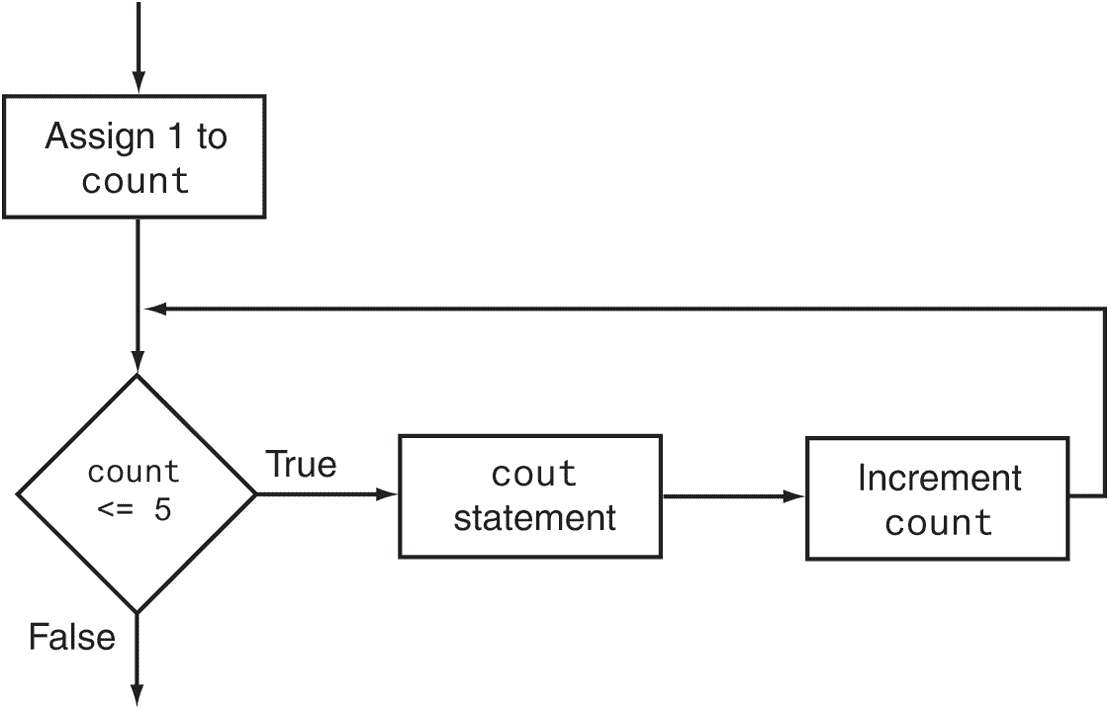 Assign 1 to
count
count
<= 5
True
cout
statement
Increment
count
False